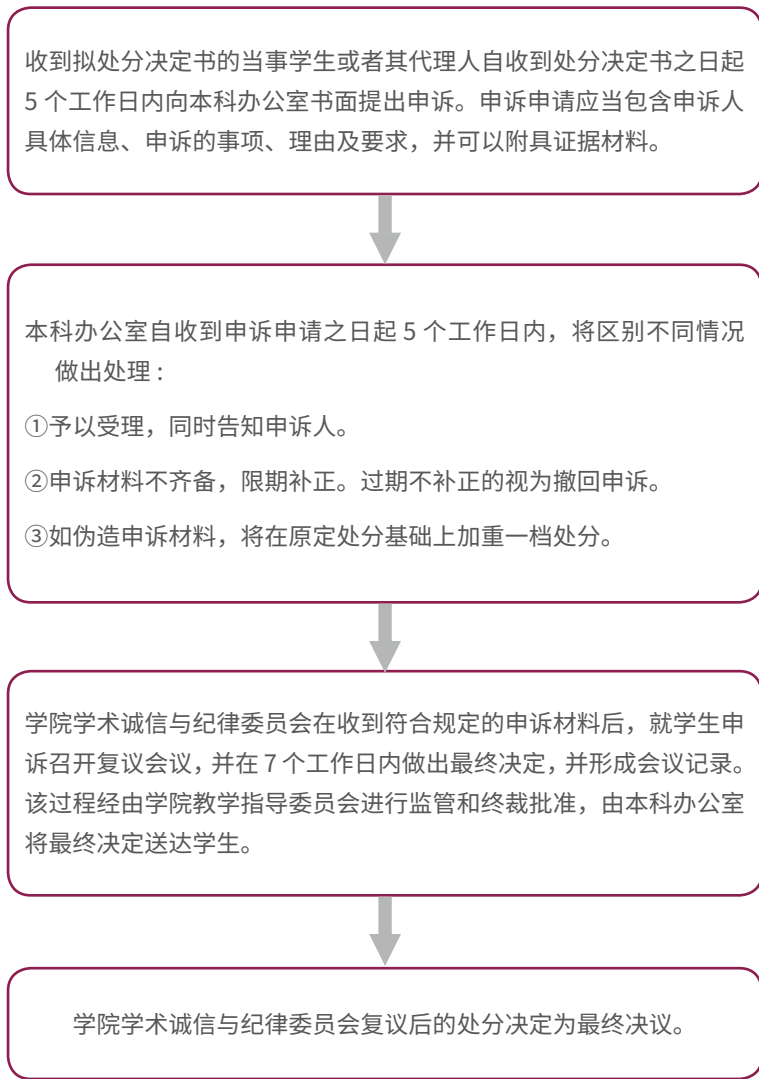 收到拟处分决定书的当事学生或者其代理人自收到处分决定书之日起
5 个工作日内向本科办公室书面提出申诉。申诉申请应当包含申诉人
具体信息、申诉的事项、理由及要求，并可以附具证据材料。
本科办公室自收到申诉申请之日起 5 个工作日内，将区别不同情况
做出处理：
①予以受理，同时告知申诉人。
②申诉材料不齐备，限期补正。过期不补正的视为撤回申诉。
③如伪造申诉材料，将在原定处分基础上加重一档处分。
学院学术诚信与纪律委员会在收到符合规定的申诉材料后，就学生申
诉召开复议会议，并在 7 个工作日内做出最终决定，并形成会议记录。
该过程经由学院教学指导委员会进行监管和终裁批准，由本科办公室
将最终决定送达学生。
学院学术诚信与纪律委员会复议后的处分决定为最终决议。